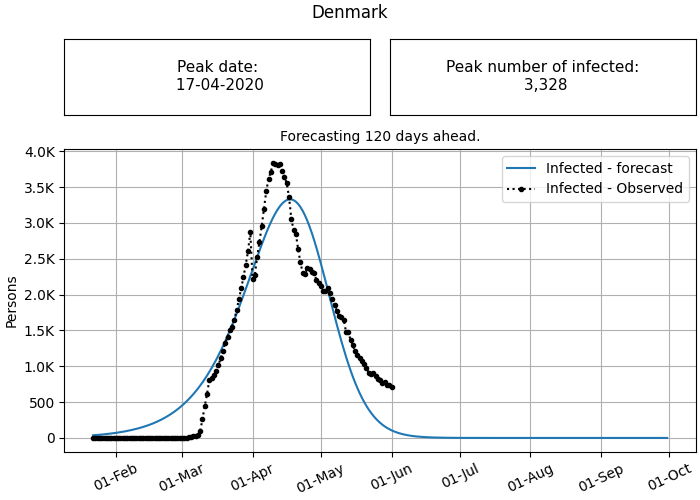 Denmark
Peak date:
17-04-2020
Peak number of infected:
3,328
Forecasting 120 days ahead.
4.0K
3.5K
3.0K
2.5K
2.0K
1.5K
1.0K
500
0
Persons
Infected - forecast
Infected - Observed
01-Feb
01-Mar
01-Apr
01-May
01-Jun
01-Jul
01-Aug
01-Sep
01-Oct